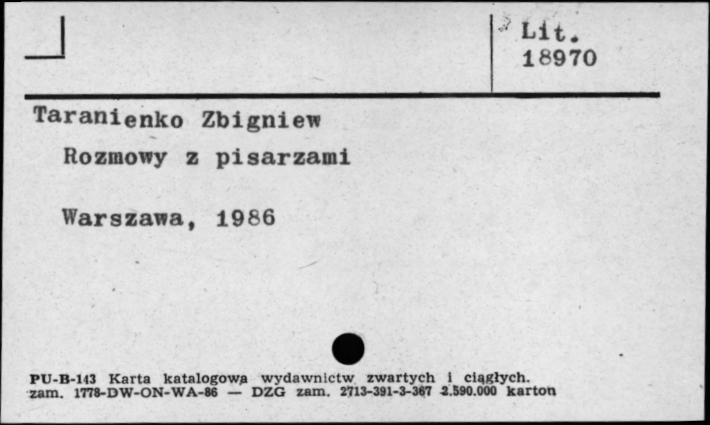 Lit.
18970
Taranienko Zbigniew
Rozmowy z pisarzami
Warszawa, 1986
PU-B-143 Karta katalogowa wydawnictw zwartych i ciągłych.
zam. 1778-DW-ON-WA-86 — DZG zam. 2713-391-3-367 2.590.000 karton